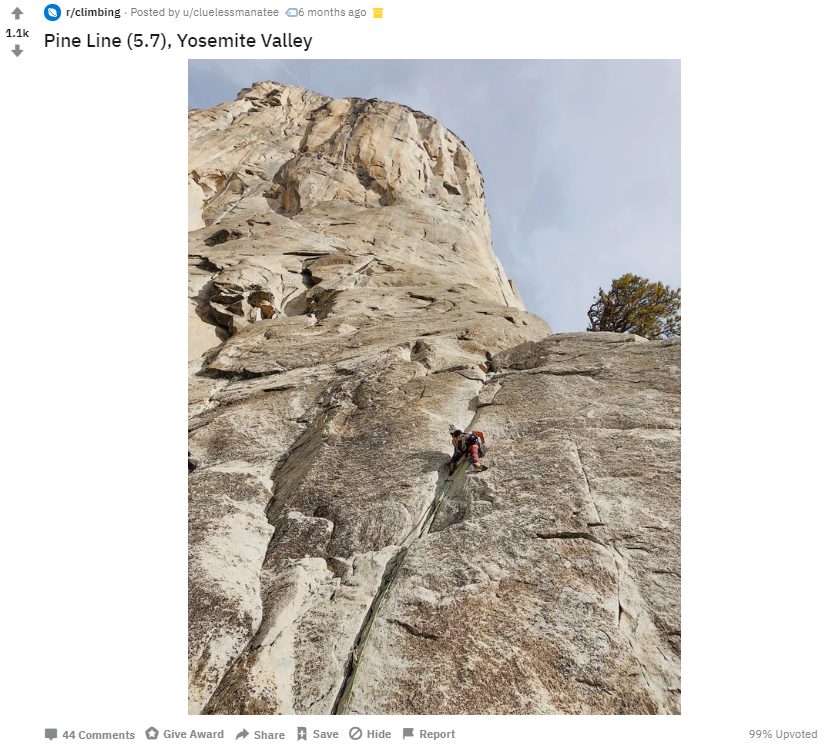 r/climbing · Posted by u/cluelessmanatee 6 months ago
1.1k
Pine Line (5.7), Yosemite Valley
44 Comments Give Award Share Save Hide Report 99% Upvoted